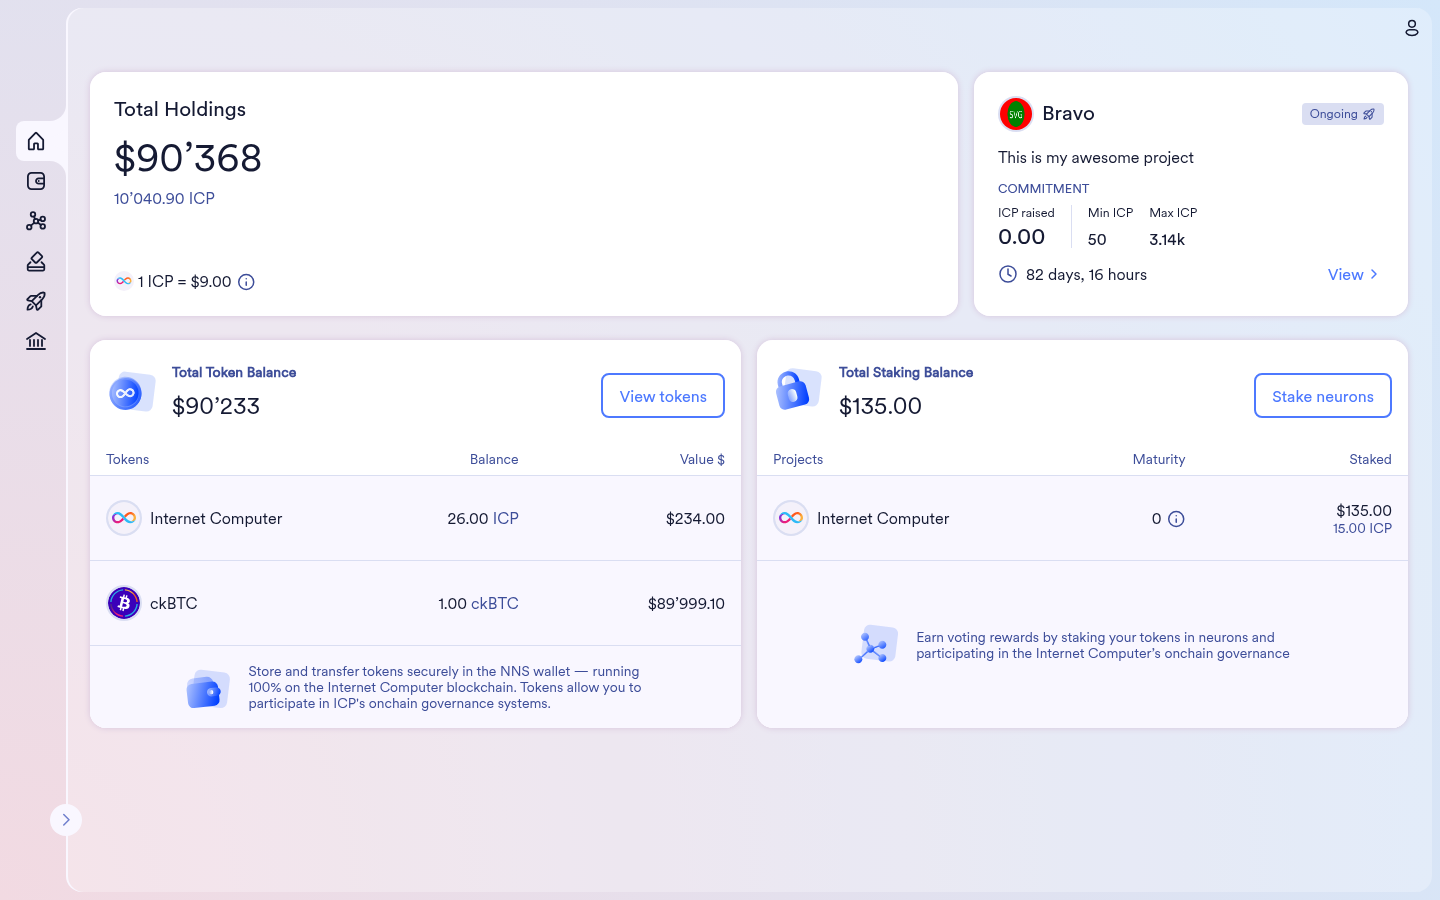 Total Holdings
$90’368
10’040.90 ICP
1 ICP = $9.00
SVG
Bravo
Ongoing
This is my awesome project
COMMITMENT
ICP raised
0.00
Min ICP
50
Max ICP
3.14k
82 days, 16 hours
View
Total Token Balance
$90’233
View tokens
Tokens Balance Value $
Internet Computer 26.00 ICP $234.00
ckBTC 1.00 ckBTC $89’999.10
Store and transfer tokens securely in the NNS wallet — running
100% on the Internet Computer blockchain. Tokens allow you to
participate in ICP's onchain governance systems.
Total Staking Balance
$135.00
Stake neurons
Projects Maturity Staked
Internet Computer 0 $135.00
15.00 ICP
Earn voting rewards by staking your tokens in neurons and
participating in the Internet Computer’s onchain governance